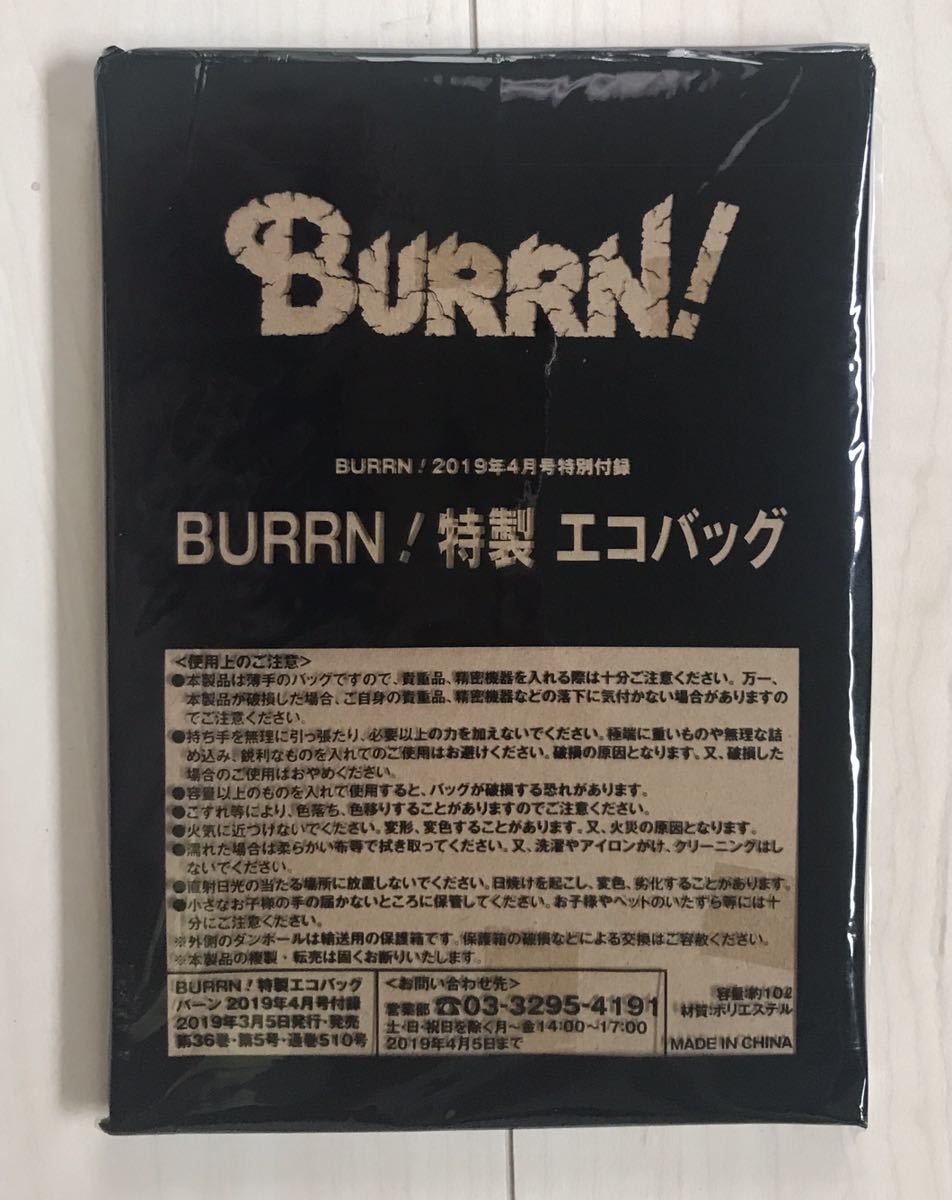 BURRN!
BURRN!2019年4月号特別付録
BURRN!特製 エコバッグ
<使用上のご注意>
●本製品は薄手のバッグですので、貴重品、精密機器を入れる際は十分ご注意ください。万一、
本製品が破損した場合、ご自身の貴重品、精密機器などの落下に気付かない場合がありますの
でご注意ください。
●持ち手を無理に引っ張たり、必要以上の力を加えないでください。極端に重いものや無理な詰
め込み、鋭利なものを入れてのご使用はお避けください。破損の原因となります。又、破損した
場合のご使用はおやめください。
●容量以上のものを入れて使用すると、バッグが破損する恐れがあります。
●こすれ等により、色落ち、色移りすることがありますのでご注意ください。
●火気に近づけないでください。変形、変色することがあります。又、火災の原因となります。
●濡れた場合は柔らかい布等で拭き取ってください。又、洗濯やアイロンがけ、クリーニングはし
ないでください。
●直射日光の当たる場所に放置しないでください。日焼けを起こし、変色、劣化することがあります。
●小さなお子様の手の届かないところに保管してください。お子様やペットのいたずら等には十
分にご注意ください。
※外側のダンボールは輸送用の保護箱です。保護箱の破損などによる交換はご容赦ください。
※本製品の複製・転売は固くお断りいたします。
BURRN!特製エコバッグ
バーン 2019年4月号付録
2019年3月5日発行・発売
第36巻・第5号・通巻510号
<お問い合わせ先>
営業部☎03-3295-4191
土・日・祝日を除く月~金14:00~17:00
2019年4月5日まで
容量:約10ℓ
材質:ポリエステル
MADE IN CHINA